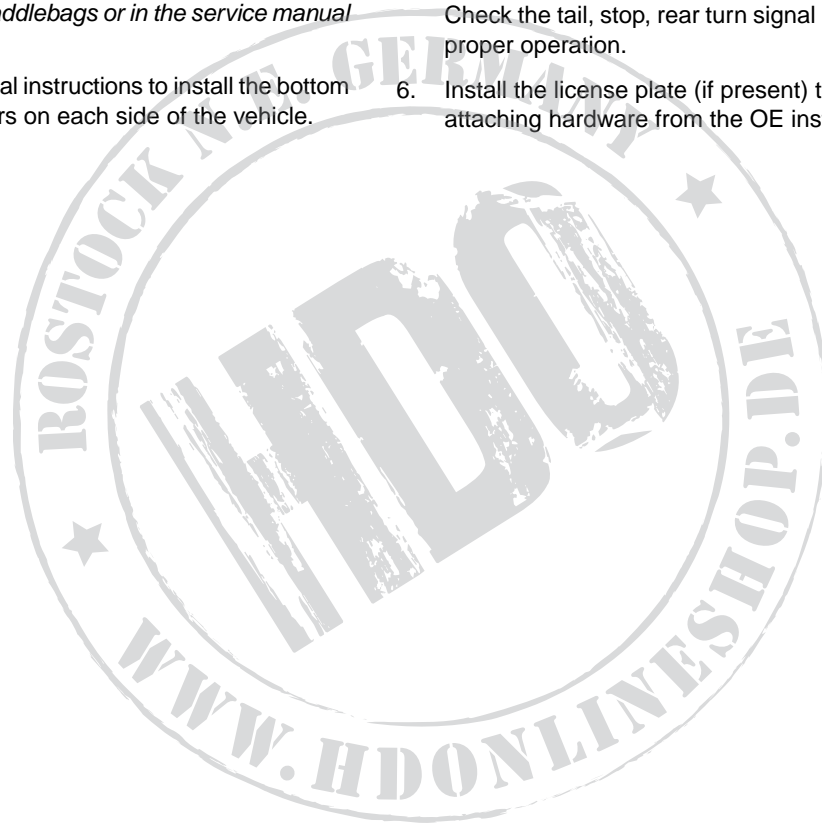 addlebags or in the service manual
al instructions to install the bottom
rs on each side of the vehicle.
Check the tail, stop, rear turn signal
proper operation.
6. Install the license plate (if present) t
attaching hardware from the OE ins
ROSTOCK N.E. GERMANY
HDO
WWW.HDONLINESHOP.DE